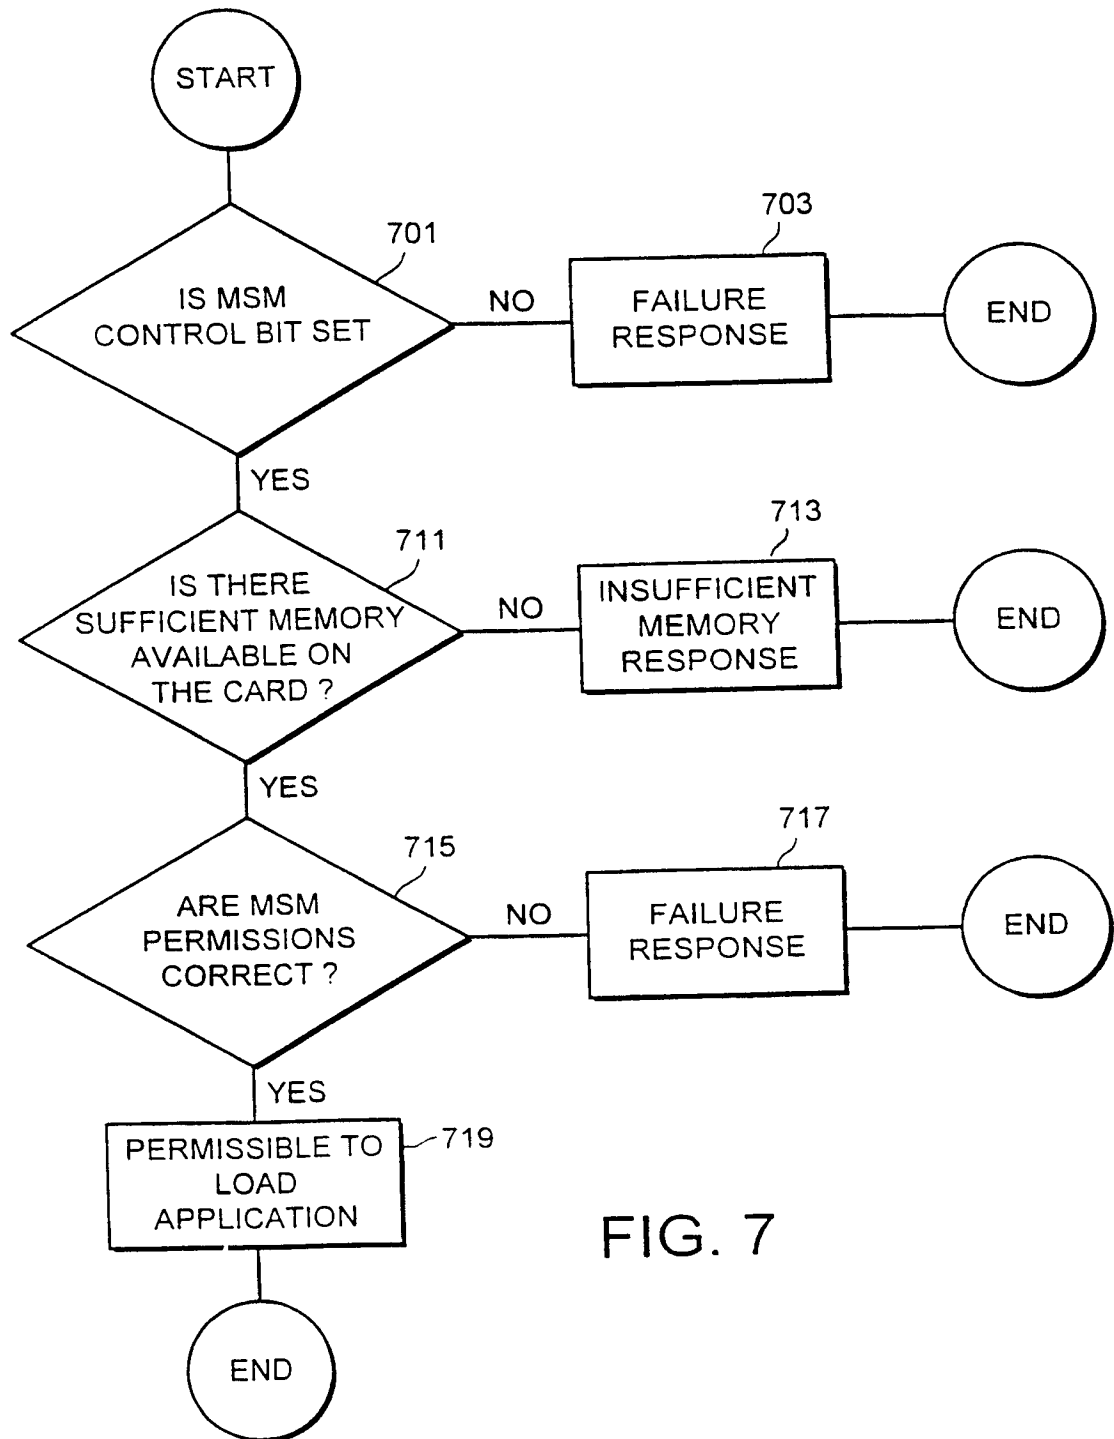 START
701
IS MSM
CONTROL BIT SET
NO
703
FAILURE
RESPONSE
END
YES
711
IS THERE
SUFFICIENT MEMORY
AVAILABLE ON
THE CARD ?
NO
713
INSUFFICIENT
MEMORY
RESPONSE
END
YES
715
ARE MSM
PERMISSIONS
CORRECT ?
NO
717
FAILURE
RESPONSE
END
YES
719
PERMISSIBLE TO
LOAD
APPLICATION
END
FIG. 7